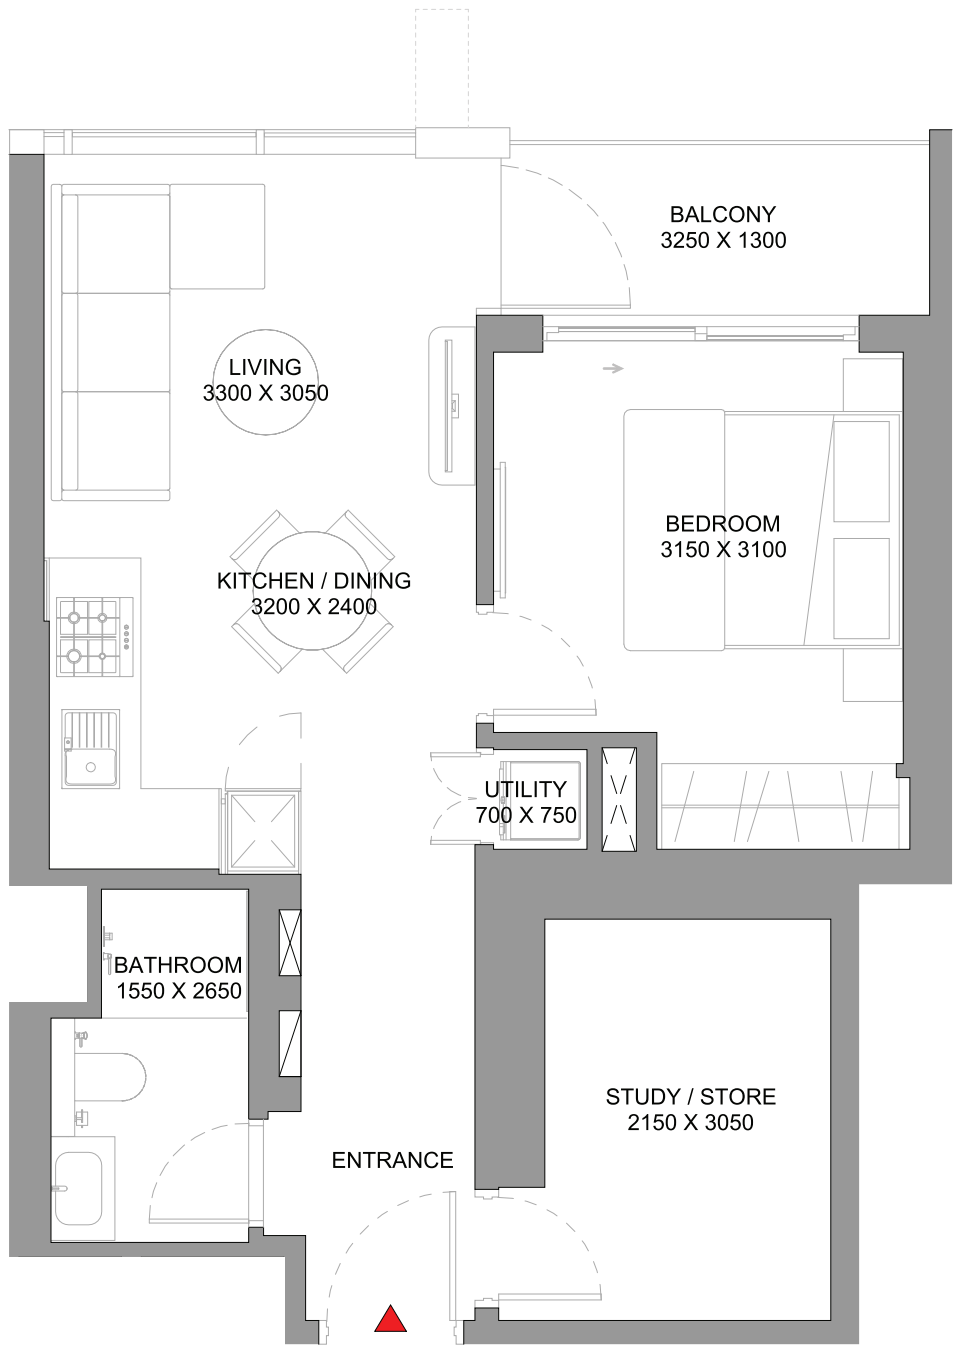 BALCONY
3250 X 1300
LIVING
3300 X 3050
BEDROOM
3150 X 3100
KITCHEN / DINING
3200 X 2400
UTILITY
700 X 750
BATHROOM
1550 X 2650
STUDY / STORE
2150 X 3050
ENTRANCE